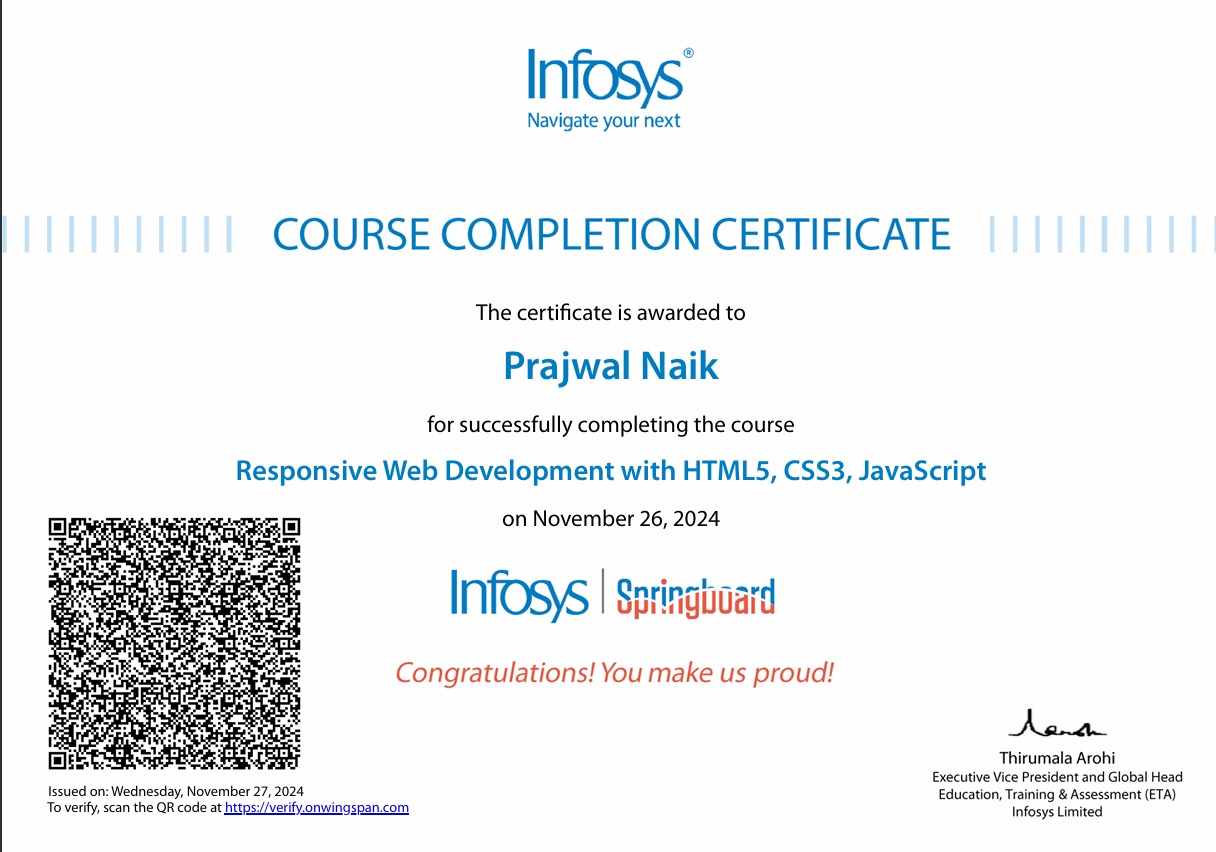 Infosys®
Navigate your next
COURSE COMPLETION CERTIFICATE
The certificate is awarded to
Prajwal Naik
for successfully completing the course
Responsive Web Development with HTML5, CSS3, JavaScript
on November 26, 2024
Infosys | Springboard
Congratulations! You make us proud!
Thirumala Arohi
Executive Vice President and Global Head
Education, Training & Assessment (ETA)
Infosys Limited
Issued on: Wednesday, November 27, 2024
To verify, scan the QR code at https://verify.onwingspan.com